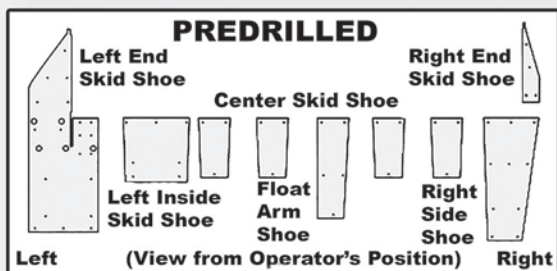 PREDRILLED
Left End
Skid Shoe
Right End
Skid Shoe
Center Skid Shoe
Left Inside
Skid Shoe
Float
Arm
Shoe
Right
Side
Shoe
Left
(View from Operator's Position)
Right